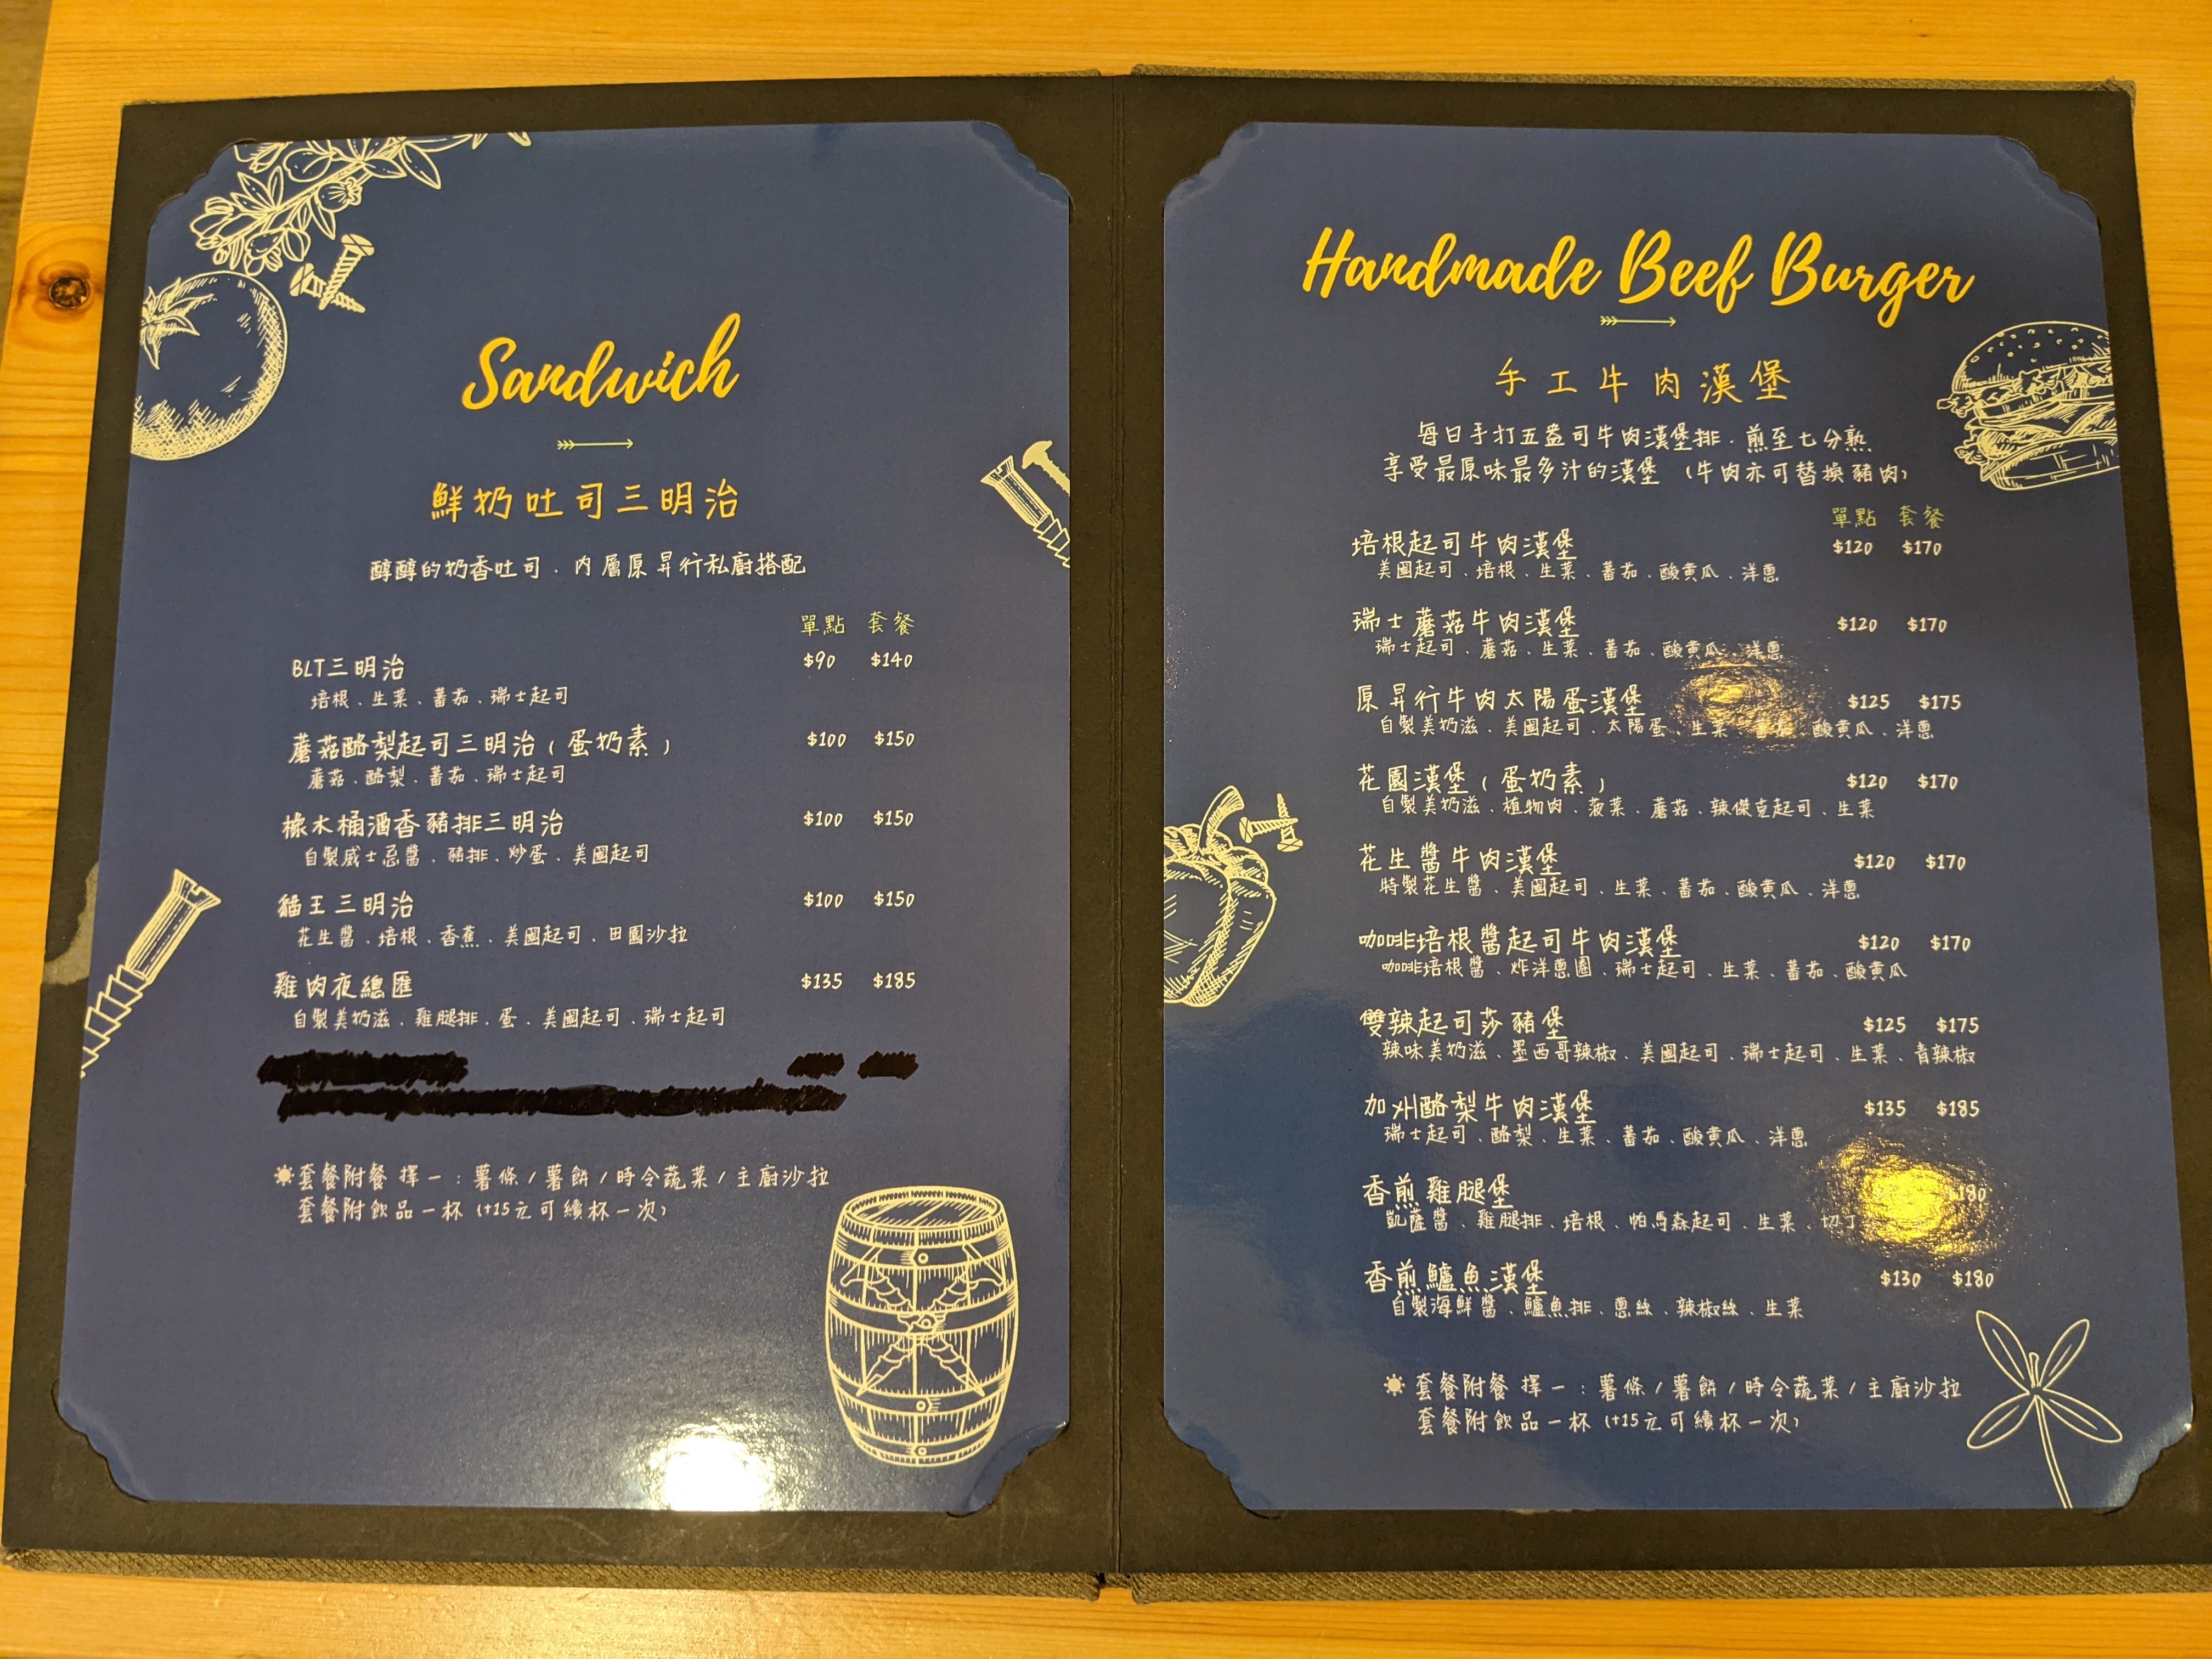 Sandwich
鮮奶吐司三明治
醇醇的奶香吐司．內層原昇行私廚搭配
單點 套餐
BLT三明治 $90 $140
培根．生菜．蕃茄．瑞士起司
蘑菇酪梨起司三明治（蛋奶素） $100 $150
蘑菇．酪梨．蕃茄．瑞士起司
橡木桶酒香豬排三明治 $100 $150
自製威士忌醬．豬排．炒蛋．美國起司
貓王三明治 $100 $150
花生醬．培根．香蕉．美國起司．田園沙拉
雞肉夜總匯 $135 $185
自製美奶滋．雞腿排．蛋．美國起司．瑞士起司
套餐附餐 擇一：薯條/薯餅/時令蔬菜/主廚沙拉
套餐附飲品一杯（+15元可續杯一次）
Handmade Beef Burger
手工牛肉漢堡
每日手打五盎司牛肉漢堡排．煎至七分熟
享受最原味最多汁的漢堡 （牛肉亦可替換豬肉）
單點 套餐
培根起司牛肉漢堡 $120 $170
美國起司．培根．生菜．蕃茄．酸黃瓜．洋蔥
瑞士蘑菇牛肉漢堡 $120 $170
瑞士起司．蘑菇．生菜．蕃茄．酸黃瓜．洋蔥
原昇行牛肉太陽蛋漢堡 $125 $175
自製美奶滋．美國起司．太陽蛋．生菜．蕃茄．酸黃瓜．洋蔥
花園漢堡（蛋奶素） $120 $170
自製美奶滋．植物肉．菠菜．蘑菇．辣傑克起司．生菜
花生醬牛肉漢堡 $120 $170
特製花生醬．美國起司．生菜．蕃茄．酸黃瓜．洋蔥
咖啡培根醬起司牛肉漢堡 $120 $170
咖啡培根醬．炸洋蔥圈．瑞士起司．生菜．蕃茄．酸黃瓜
雙辣起司莎豬堡 $125 $175
辣味美奶滋．墨西哥辣椒．美國起司．瑞士起司．生菜．青辣椒
加州酪梨牛肉漢堡 $135 $185
瑞士起司．酪梨．生菜．蕃茄．酸黃瓜．洋蔥
香煎雞腿堡 180
凱薩醬．雞腿排．培根．帕馬森起司．生菜．切丁
香煎鱸魚漢堡 $130 $180
自製海鮮醬．鱸魚排．蔥絲．辣椒絲．生菜
套餐附餐 擇一：薯條/薯餅/時令蔬菜/主廚沙拉
套餐附飲品一杯（+15元可續杯一次）